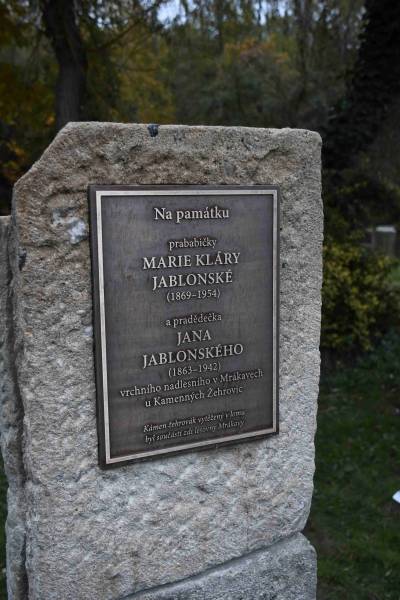 Na památku
prababičky
MARIE KLÁRY
JABLONSKÉ
(1869–1954)
a pradědečka
JANA
JABLONSKÉHO
(1863–1942)
vrchního nadlesního v Mrákavech
u Kamenných Žehrovic
Kámen žehrovák vytěžený v lomu
byl součástí zdi lesovny Mrákavy